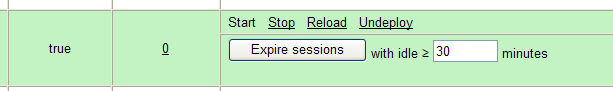 Start Stop Reload Undeploy
true 0
Expire sessions with idle ≥ 30 minutes